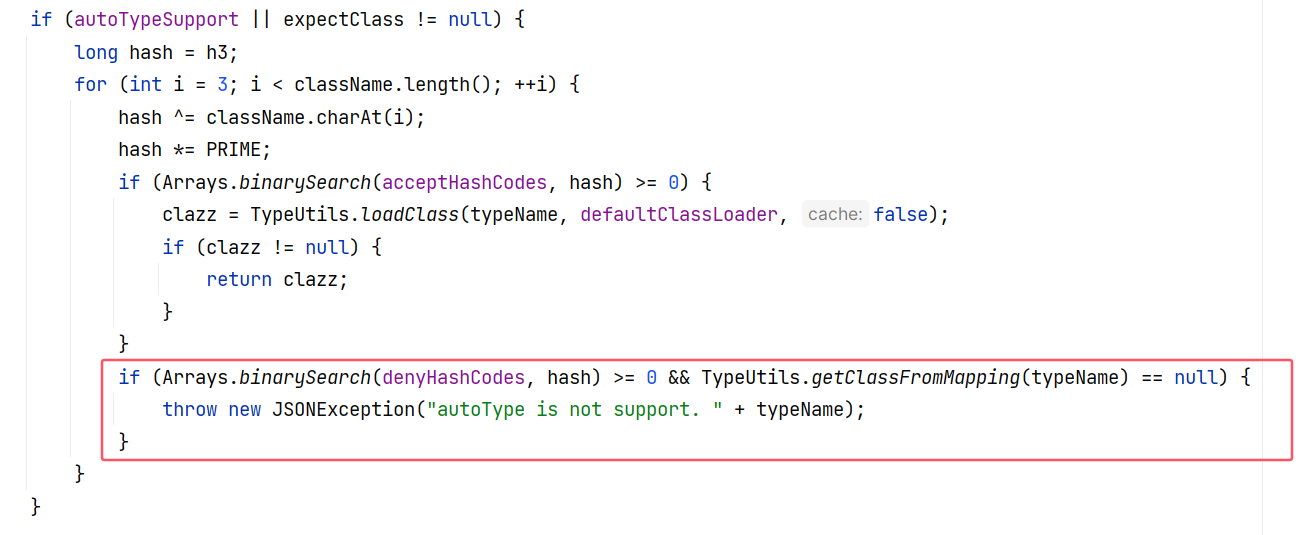 if (autoTypeSupport || expectClass != null) {
long hash = h3;
for (int i = 3; i < className.length(); ++i) {
hash ^= className.charAt(i);
hash *= PRIME;
if (Arrays.binarySearch(acceptHashCodes, hash) >= 0) {
clazz = TypeUtils.loadClass(typeName, defaultClassLoader, cache: false);
if (clazz != null) {
return clazz;
}
}
if (Arrays.binarySearch(denyHashCodes, hash) >= 0 && TypeUtils.getClassFromMapping(typeName) == null) {
throw new JSONException("autoType is not support. " + typeName);
}
}
}